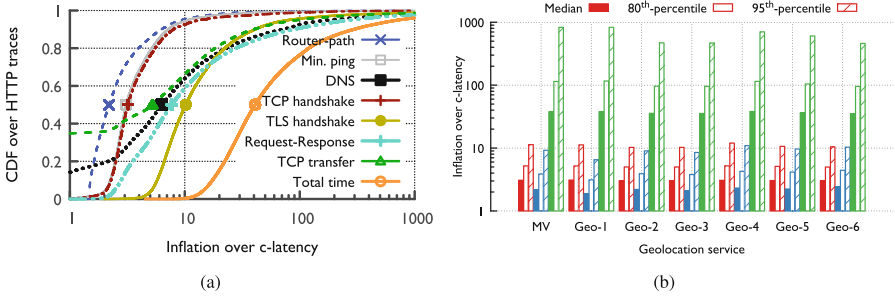 CDF over HTTP traces
1
0.8
0.6
0.4
0.2
0
1
10
100
1000
Inflation over c-latency
Router-path
Min. ping
DNS
TCP handshake
TLS handshake
Request-Response
TCP transfer
Total time
(a)
Median
80th-percentile
95th-percentile
Inflation over c-latency
1000
100
10
1
MV
Geo-1
Geo-2
Geo-3
Geo-4
Geo-5
Geo-6
Geolocation service
(b)